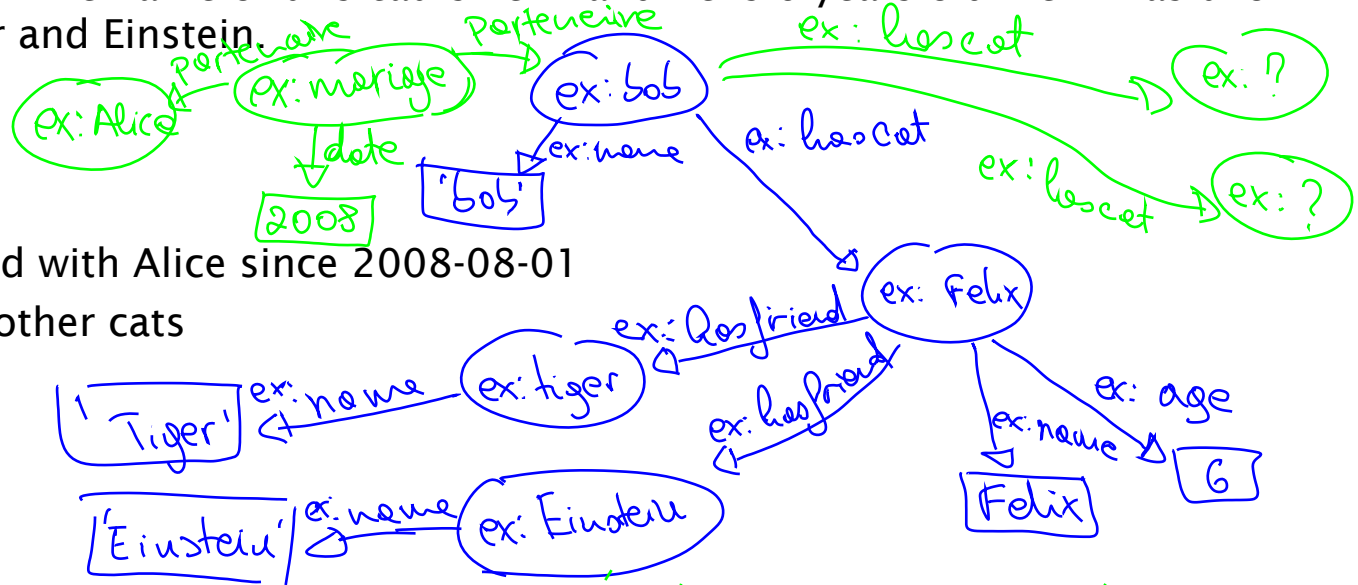 r and Einstein.
partenaire
partenaire
ex: hascat
ex: ?
ex: Alice
ex: mariage
ex: bob
ex: hasCat
date
ex: name
'bob'
2008
ex: hascat
ex: ?
d with Alice since 2008-08-01
other cats
ex: Felix
ex: hasfriend
ex: tiger
ex: name
'Tiger'
ex: hasfriend
ex: age
ex: name
6
Felix
'Einstein'
ex: name
ex: Einstein